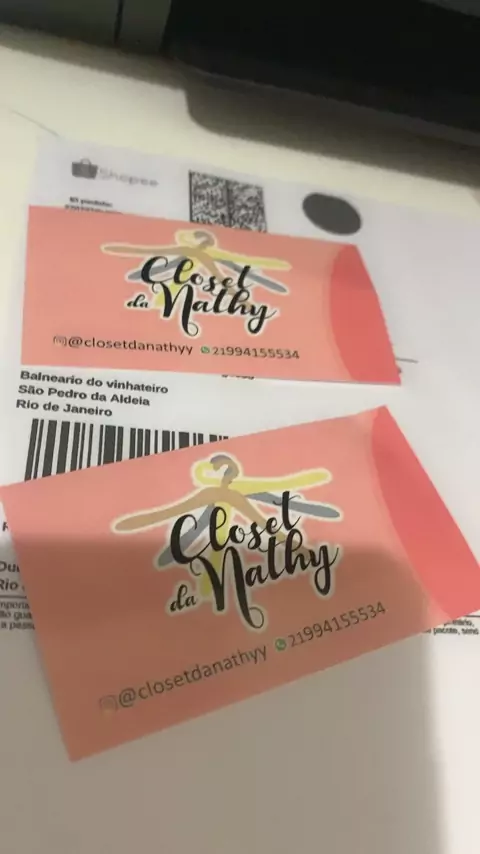 Shopee
Closet
da Nathy
@closetdanathyy 21994155534
Balneario do vinhateiro
São Pedro da Aldeia
Rio de Janeiro
Closet
da Nathy
@closetdanathyy 21994155534
Rio